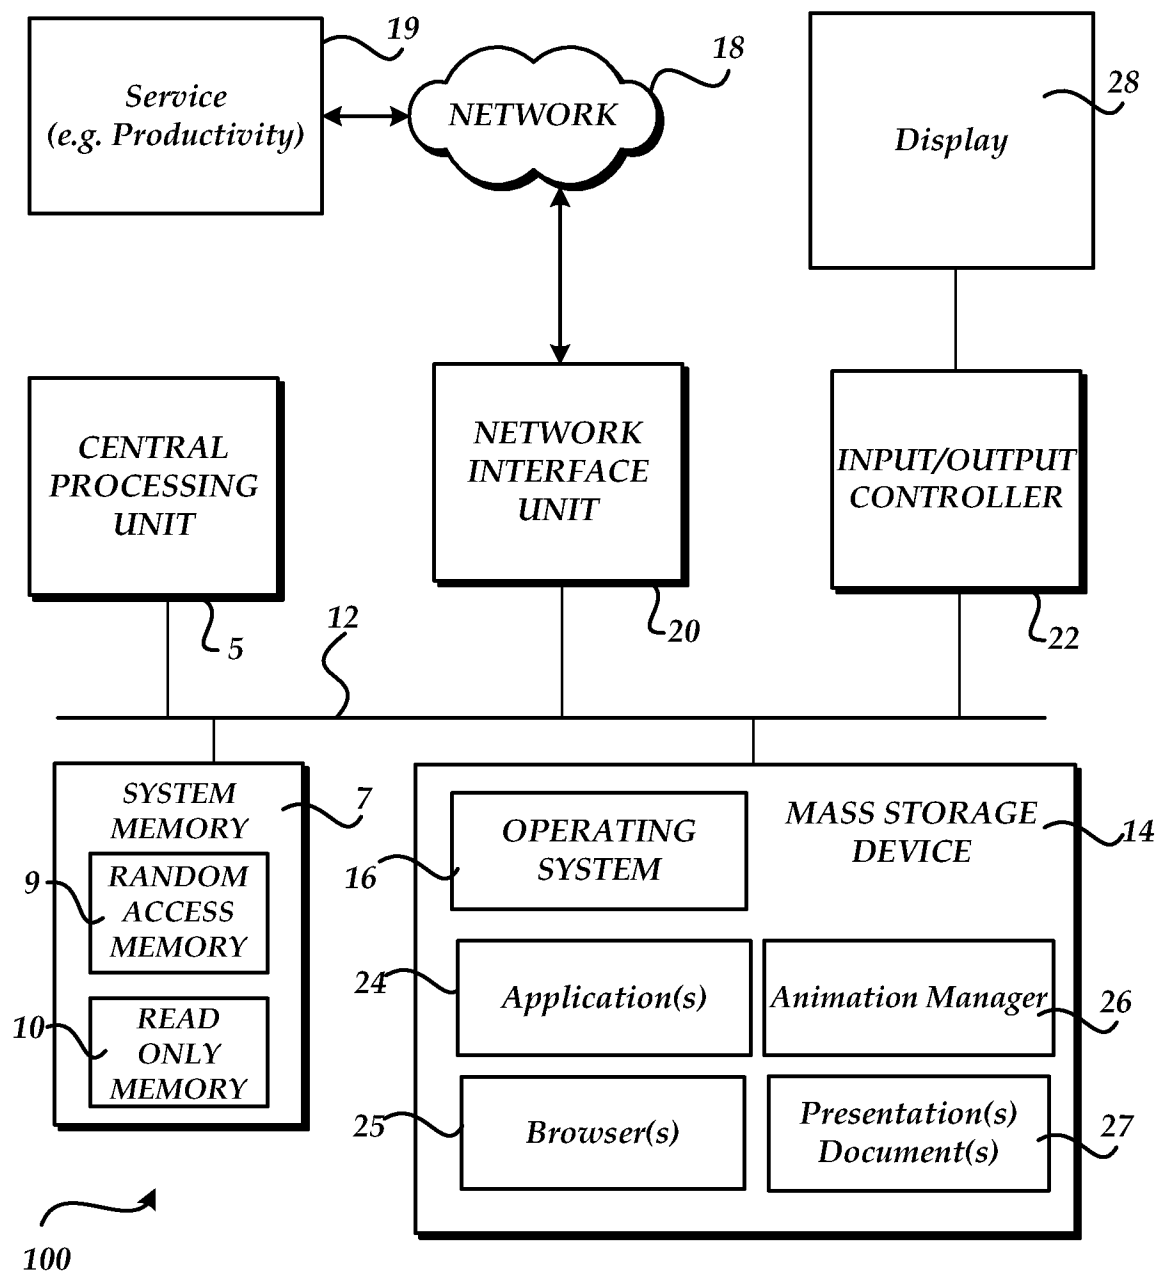 19
Service
(e.g. Productivity)
18
NETWORK
28
Display
CENTRAL
PROCESSING
UNIT
5
NETWORK
INTERFACE
UNIT
20
INPUT/OUTPUT
CONTROLLER
22
12
SYSTEM
MEMORY
7
9
RANDOM
ACCESS
MEMORY
10
READ
ONLY
MEMORY
MASS STORAGE
DEVICE
14
OPERATING
SYSTEM
16
24
Application(s)
Animation Manager
26
25
Browser(s)
Presentation(s)
Document(s)
27
100